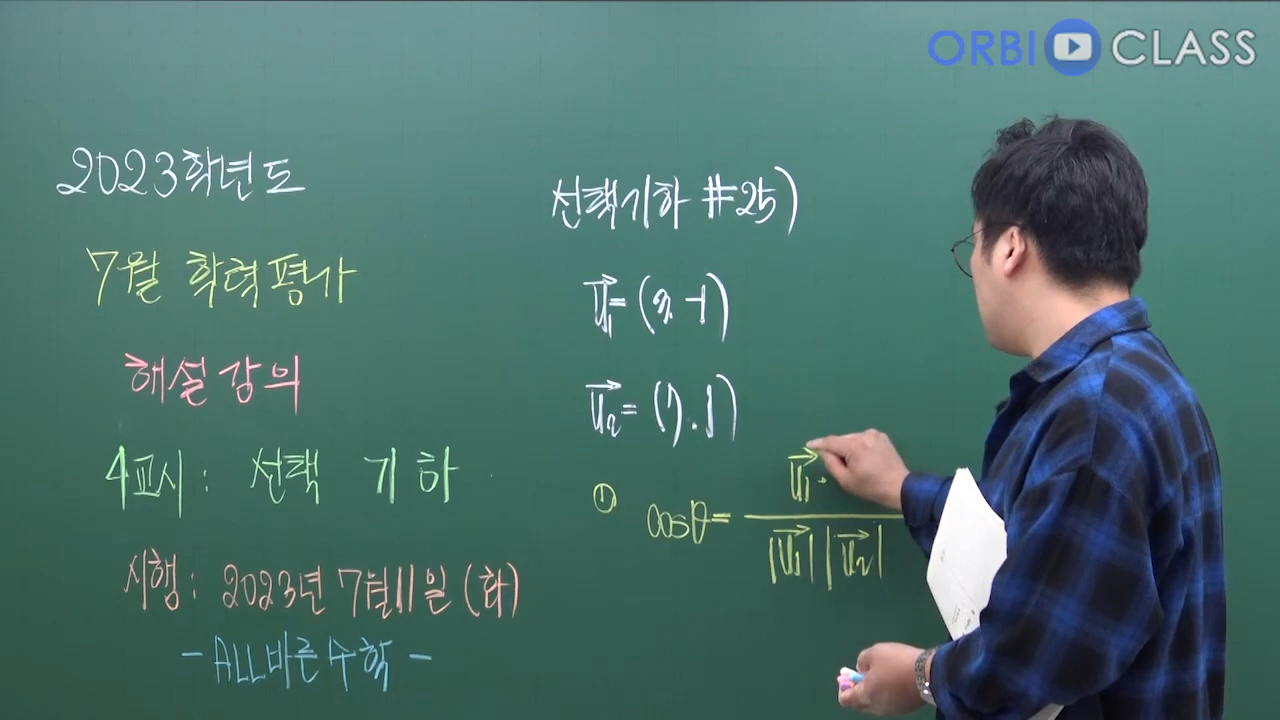 ORBI CLASS
2023학년도
7월 학력평가
해설강의
4교시: 선택 기하
시행: 2023년 7월 11일 (화)
- ALL바른수학 -
선택기하 #25)
u₁ = (2, -1)
u₂ = (7, 1)
① cosθ = u₁ ·
|u₁| |u₂|